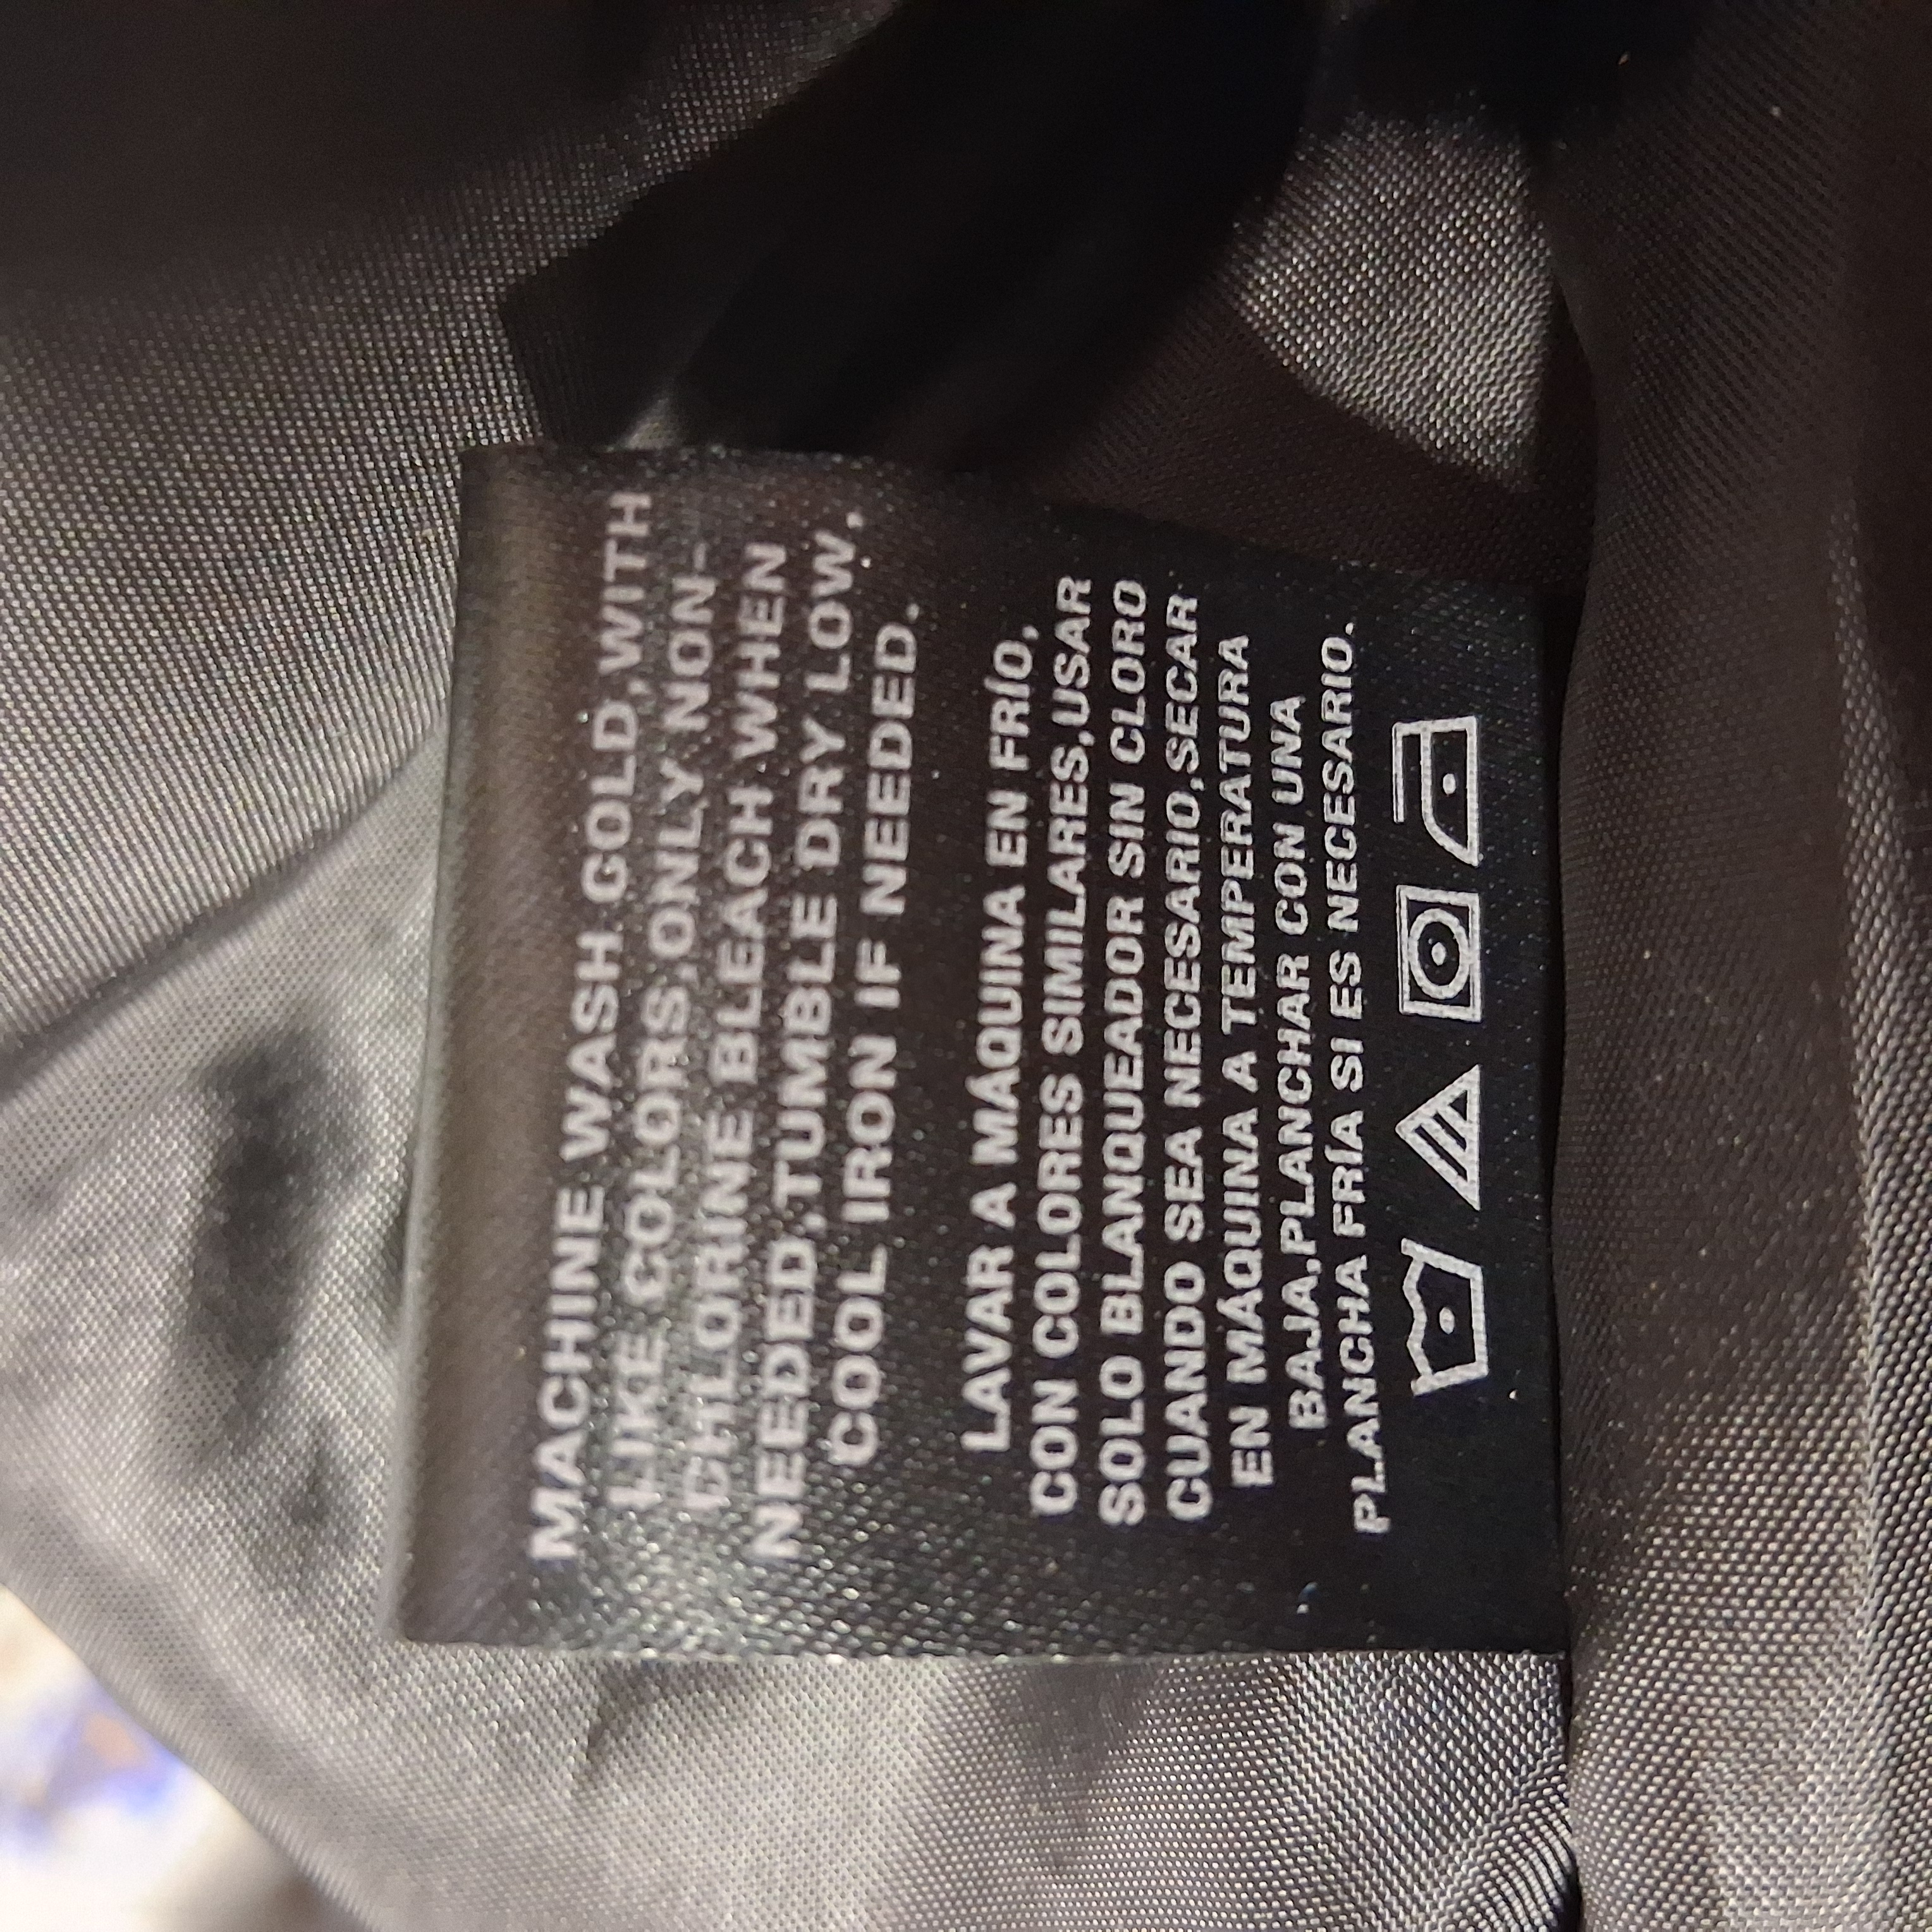 MACHINE WASH COLD,WITH
LIKE COLORS,ONLY NON-
CHLORINE BLEACH WHEN
NEEDED,TUMBLE DRY LOW,
COOL IRON IF NEEDED.
LAVAR A MÁQUINA EN FRÍO,
CON COLORES SIMILARES,USAR
SOLO BLANQUEADOR SIN CLORO
CUANDO SEA NECESARIO,SECAR
EN MÁQUINA A TEMPERATURA
BAJA,PLANCHAR CON UNA
PLANCHA FRÍA SI ES NECESARIO.